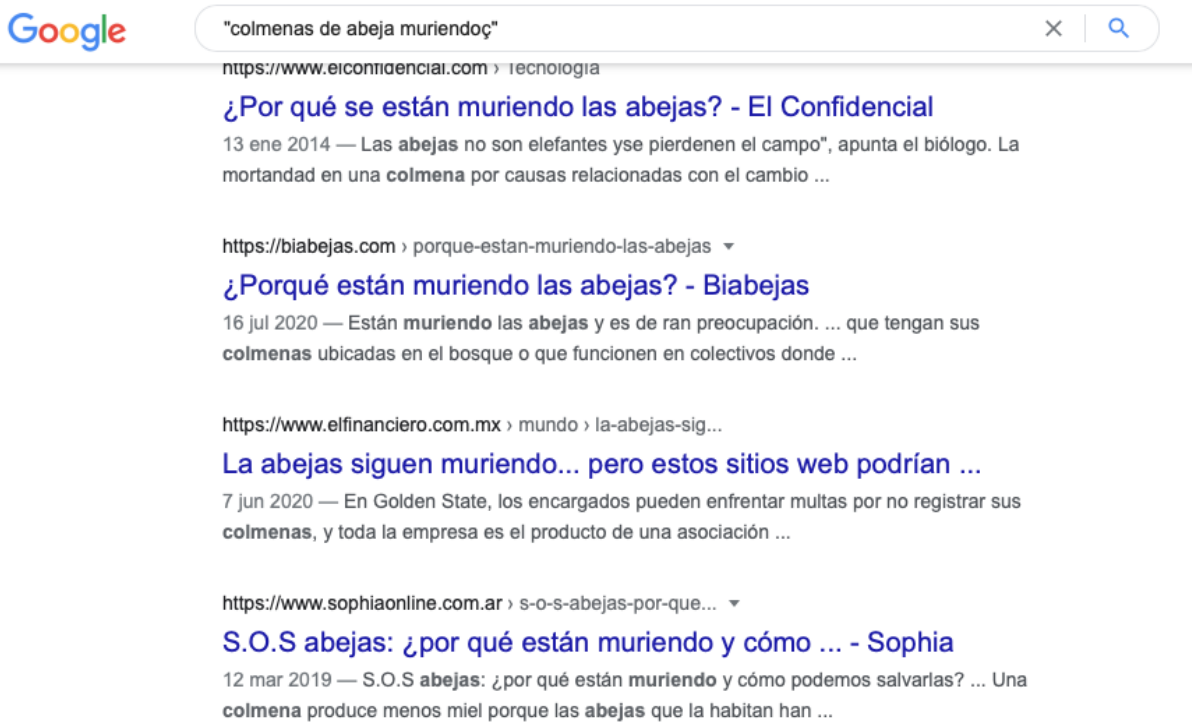 Google
"colmenas de abeja muriendoç"
https://www.elconfidencial.com › Tecnología
¿Por qué se están muriendo las abejas? - El Confidencial
13 ene 2014 — Las abejas no son elefantes yse pierdenen el campo", apunta el biólogo. La
mortandad en una colmena por causas relacionadas con el cambio ...
https://biabejas.com › porque-estan-muriendo-las-abejas
¿Porqué están muriendo las abejas? - Biabejas
16 jul 2020 — Están muriendo las abejas y es de ran preocupación. ... que tengan sus
colmenas ubicadas en el bosque o que funcionen en colectivos donde ...
https://www.elfinanciero.com.mx › mundo › la-abejas-sig...
La abejas siguen muriendo... pero estos sitios web podrían ...
7 jun 2020 — En Golden State, los encargados pueden enfrentar multas por no registrar sus
colmenas, y toda la empresa es el producto de una asociación ...
https://www.sophiaonline.com.ar › s-o-s-abejas-por-que...
S.O.S abejas: ¿por qué están muriendo y cómo ... - Sophia
12 mar 2019 — S.O.S abejas: ¿por qué están muriendo y cómo podemos salvarlas? ... Una
colmena produce menos miel porque las abejas que la habitan han ...